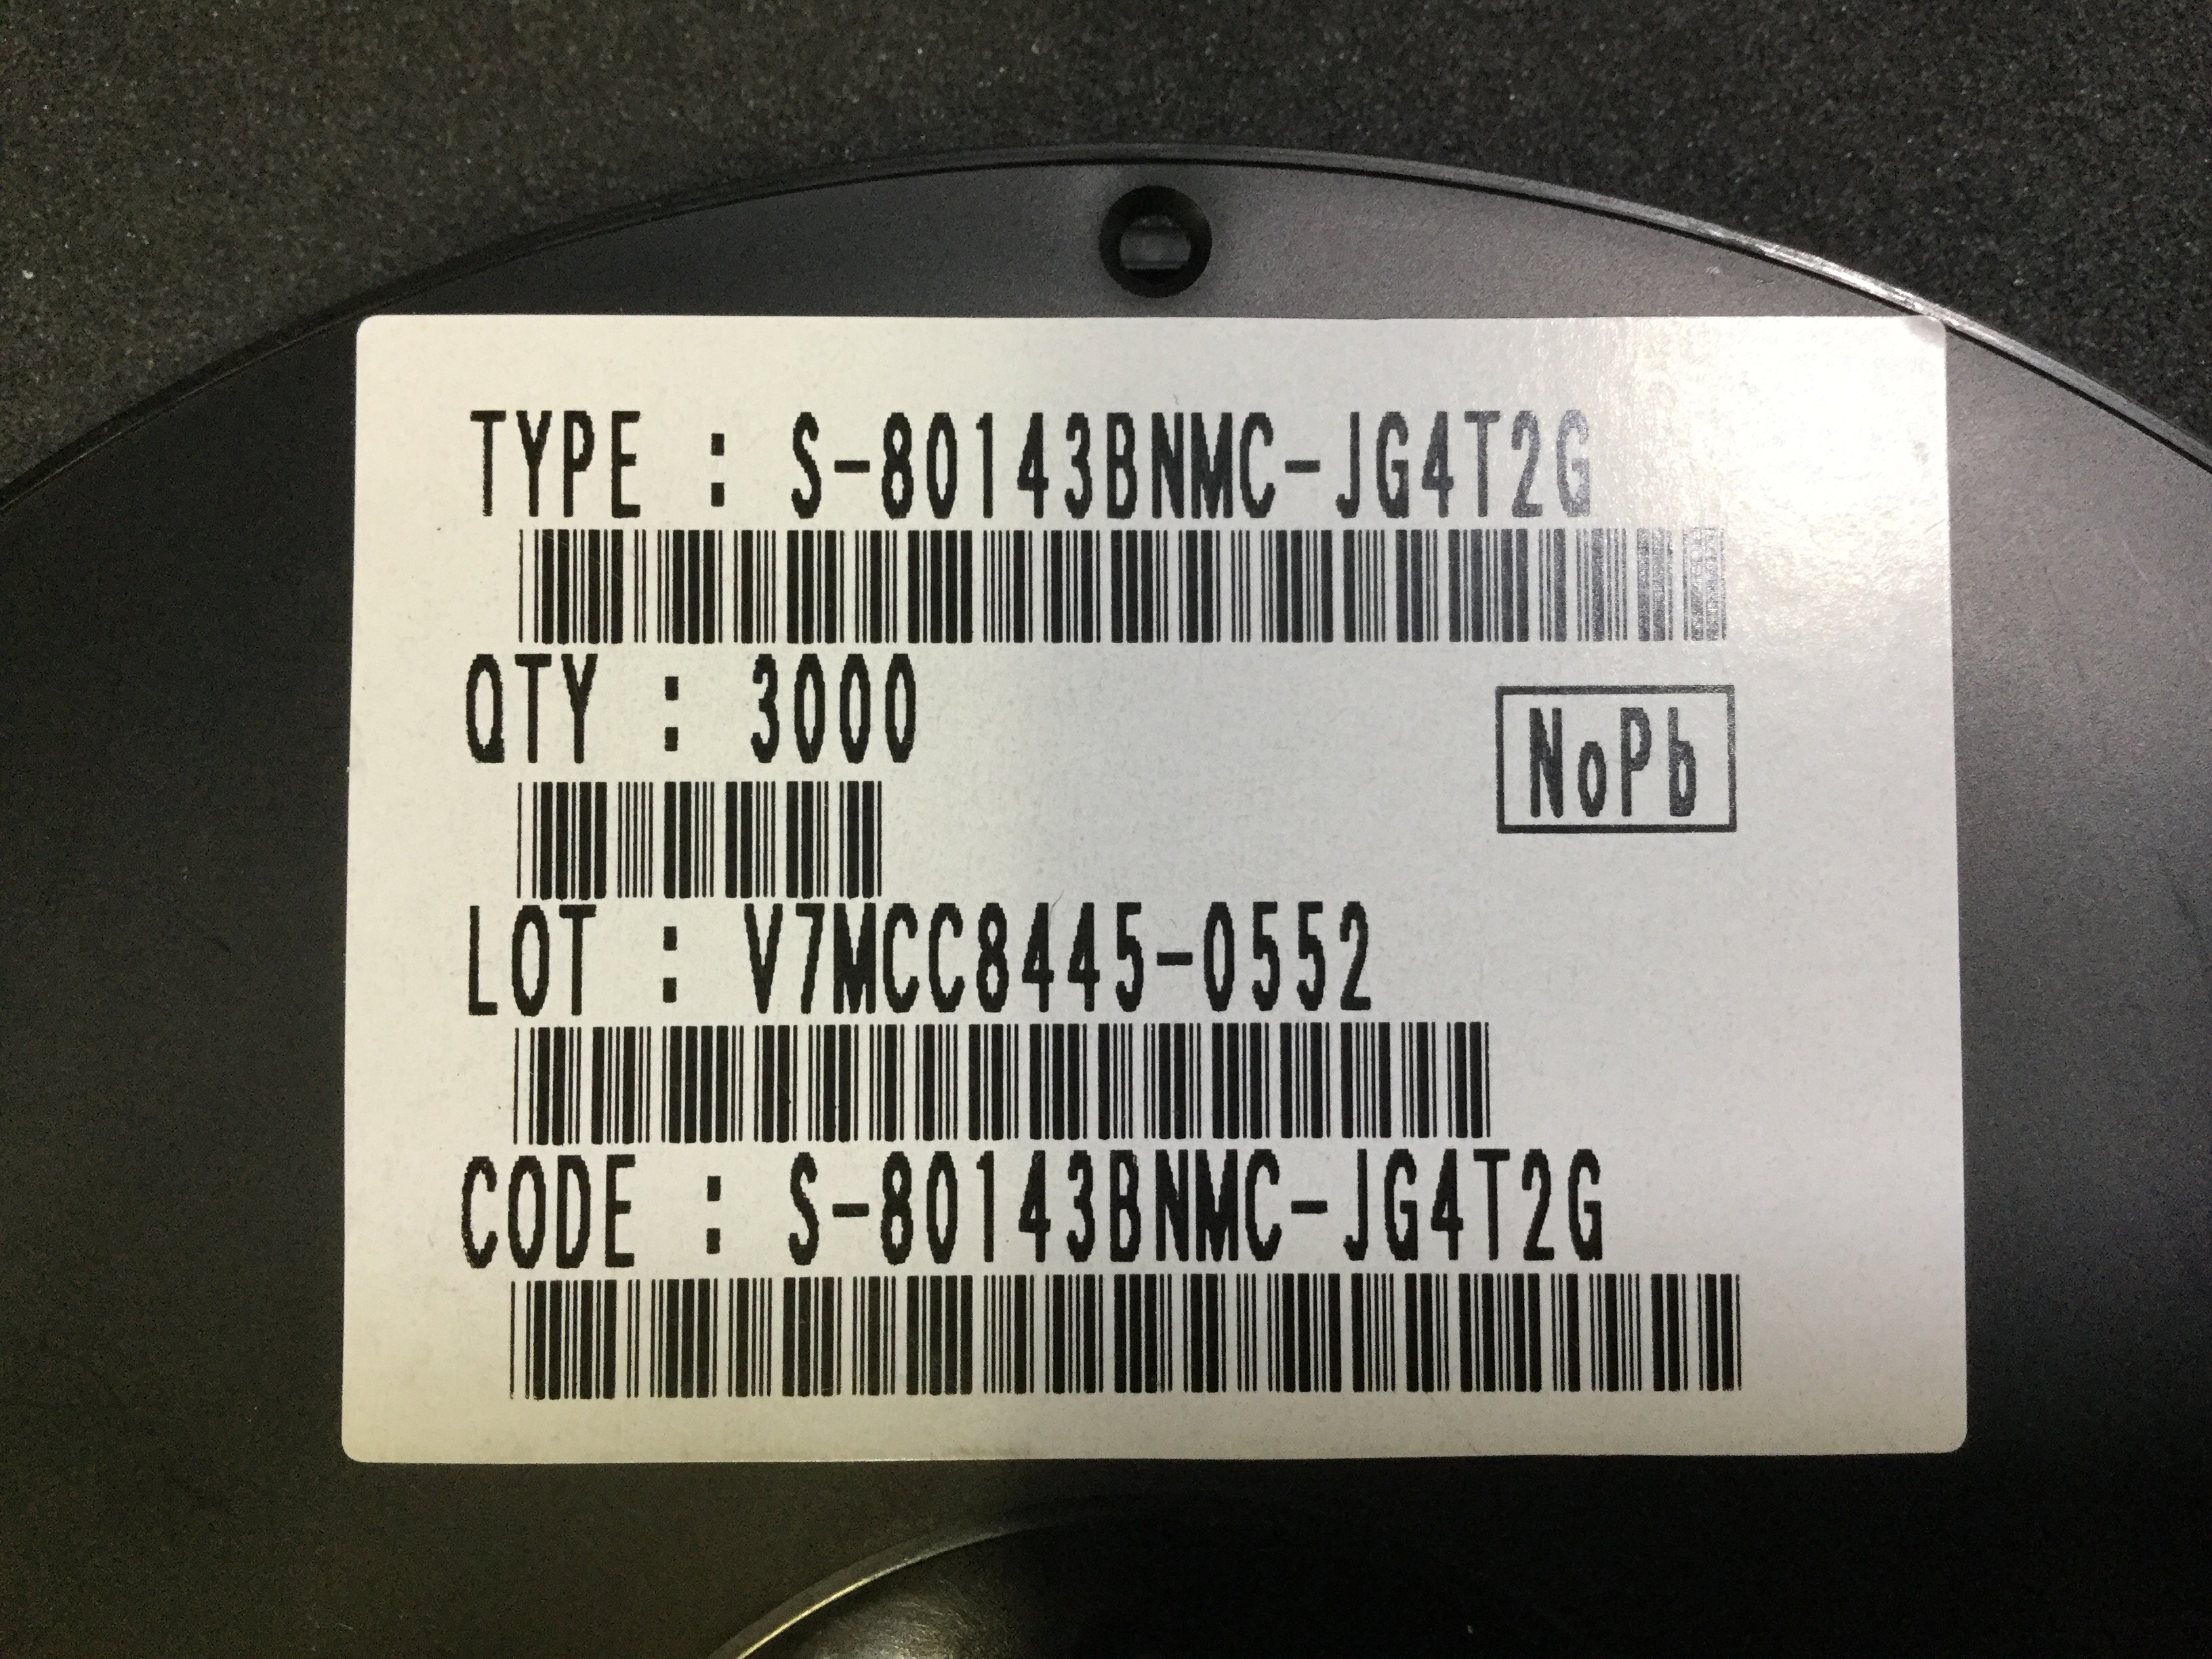 TYPE : S-80143BNMC-JG4T2G
QTY : 3000
NoPb
LOT : V7MCC8445-0552
CODE : S-80143BNMC-JG4T2G